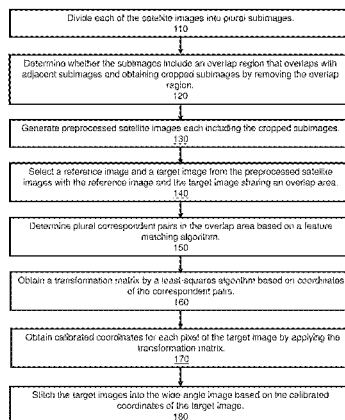 Divide each of the satellite images into plural subimages.
110
Determine whether the subimages include an overlap region that overlaps with
adjacent subimages and obtaining cropped subimages by removing the overlap
region.
120
Generate preprocessed satellite images each including the cropped subimages.
130
Select a reference image and a target image from the preprocessed satellite
images with the reference image and the target image sharing an overlap area.
140
Determine plural correspondent pairs in the overlap area based on a feature
matching algorithm.
150
Obtain a transformation matrix by a least-squares algorithm based on coordinates
of the correspondent pairs.
160
Obtain calibrated coordinates for each pixel of the target image by applying the
transformation matrix.
170
Stitch the target images into the wide-angle image based on the calibrated
coordinates of the target image.
180